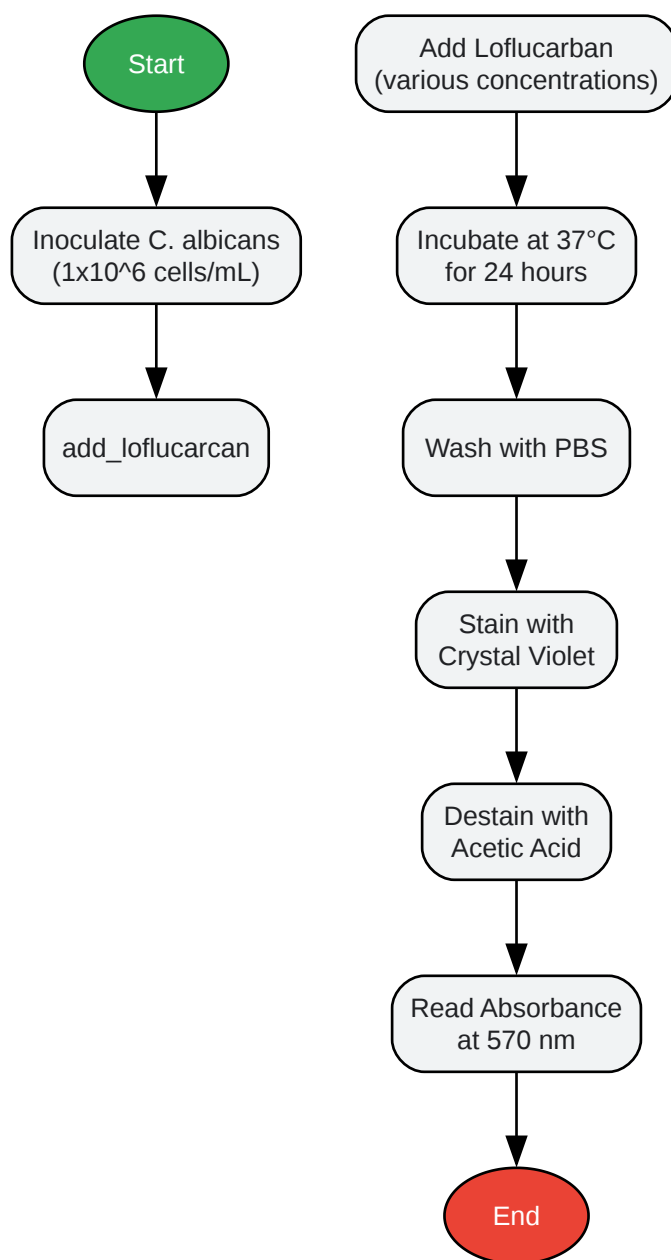 Start
Inoculate C. albicans
(1x10^6 cells/mL)
add_loflucarcan
Add Loflucarban
(various concentrations)
Incubate at 37°C
for 24 hours
Wash with PBS
Stain with
Crystal Violet
Destain with
Acetic Acid
Read Absorbance
at 570 nm
End